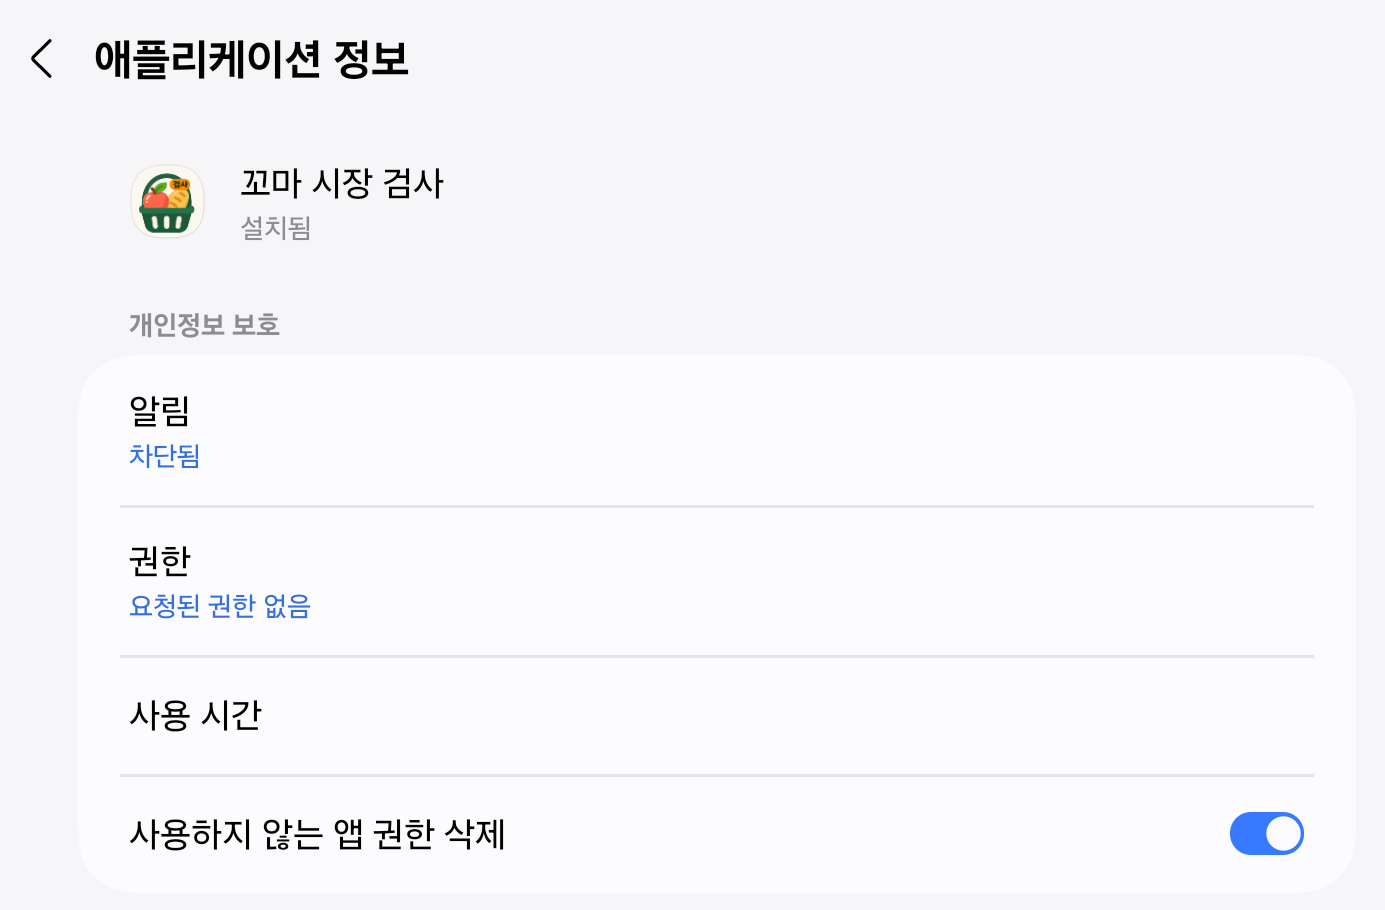 애플리케이션 정보
검사
꼬마 시장 검사
설치됨
개인정보 보호
알림
차단됨
권한
요청된 권한 없음
사용 시간
사용하지 않는 앱 권한 삭제